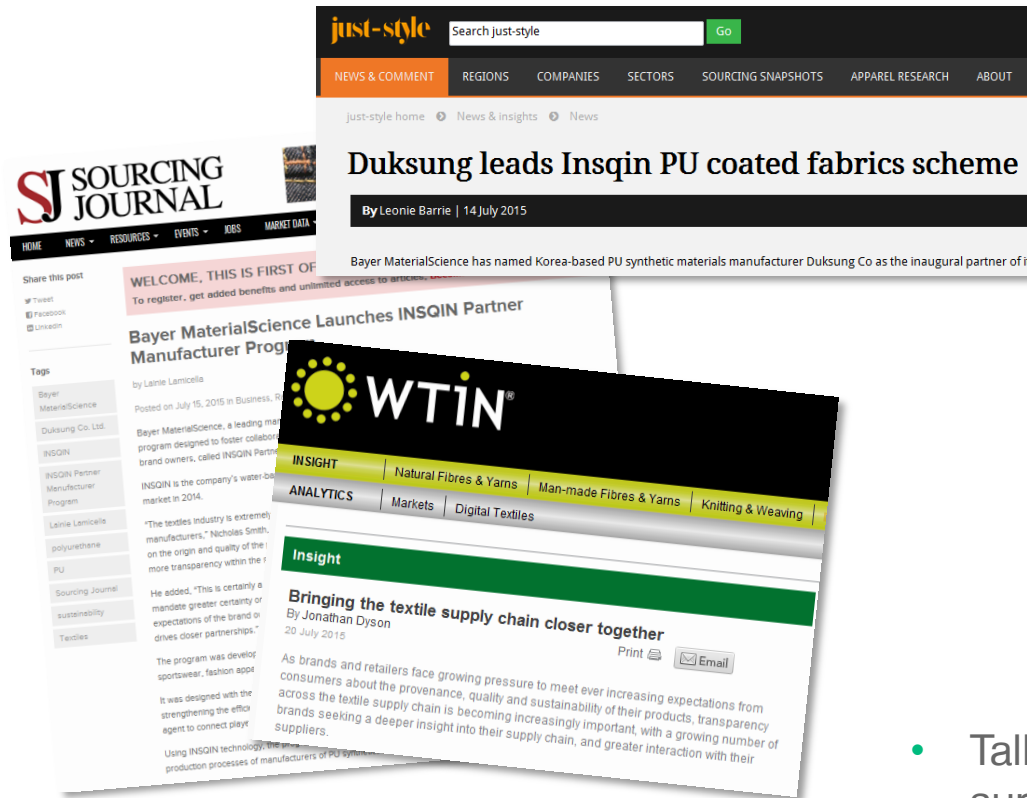 just-style
Search just-style
Go
NEWS & COMMENT REGIONS COMPANIES SECTORS SOURCING SNAPSHOTS APPAREL RESEARCH ABOUT
just-style home News & insights News
Duksung leads Insqin PU coated fabrics scheme
By Leonie Barrie | 14 July 2015
Bayer MaterialScience has named Korea-based PU synthetic materials manufacturer Duksung Co as the inaugural partner of
SJ SOURCING
JOURNAL
HOME NEWS RESOURCES EVENTS JOBS MARKET DATA
Share this post
Tweet
Facebook
LinkedIn
Tags
Bayer
MaterialScience
Duksung Co. Ltd.
INSQIN
INSQIN Partner
Manufacturer
Program
Lainie Lamicella
polyurethane
PU
Sourcing Journal
sustainability
Textiles
WELCOME, THIS IS FIRST OF
To register, get added benefits and unlimited access to articles,
Bayer MaterialScience Launches INSQIN Partner
Manufacturer
by Lainie Lamicella
Posted on July 15, 2015 in Business,
Bayer MaterialScience, a leading
program designed to foster
brand owners, called INSQIN
INSQIN is the company's
market in 2014.
"The textiles industry is extremely
manufacturers," Nicholas Smith,
on the origin and quality of the
more transparency within the
He added, "This is certainly a
mandate greater certainty
expectations of the brand
drives closer partnerships."
The program was
sportswear, fashion
It was designed with the
strengthening the
agent to connect
Using INSQIN technology, the
production processes of manufacturers of PU
WTiN®
INSIGHT Natural Fibres & Yarns Man-made Fibres & Yarns Knitting & Weaving
ANALYTICS Markets Digital Textiles
Insight
Bringing the textile supply chain closer together
By Jonathan Dyson
20 July 2015
Print Email
As brands and retailers face growing pressure to meet ever increasing expectations from
consumers about the provenance, quality and sustainability of their products, transparency
across the textile supply chain is becoming increasingly important, with a growing number of
brands seeking a deeper insight into their supply chain, and greater interaction with their
suppliers.